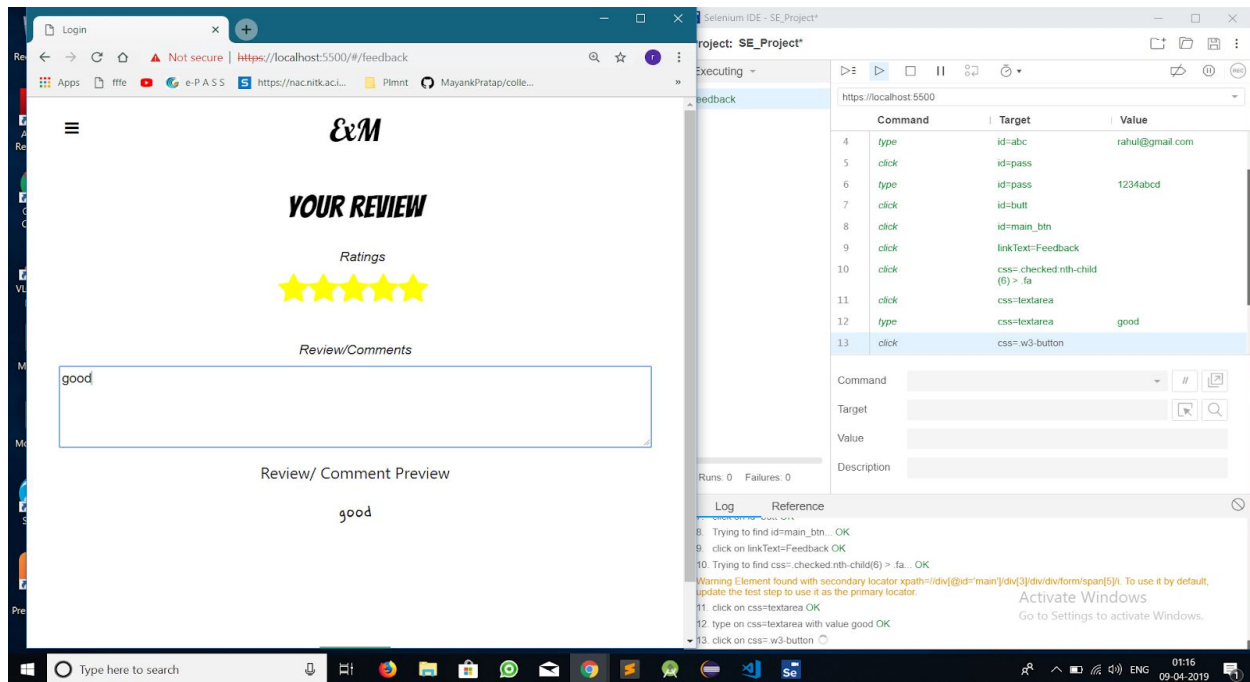 Login
Not secure | https://localhost:5500/#/feedback
Apps fffe e-P A S S https://nac.nitk.ac.i... Plmnt MayankPratap/colle... »
ExM
YOUR REVIEW
Ratings
Review/Comments
good
Review/ Comment Preview
good
Selenium IDE - SE_Project*
roject: SE_Project*
Executing
eedback
Runs: 0 Failures: 0
REC
https://localhost:5500
Command Target Value
4 type id=abc rahul@gmail.com
5 click id=pass
6 type id=pass 1234abcd
7 click id=butt
8 click id=main_btn
9 click linkText=Feedback
10 click css=.checked:nth-child
(6) > .fa
11 click css=textarea
12 type css=textarea good
13 click css=.w3-button
Command //
Target
Value
Description
Log Reference
8. Trying to find id=main_btn... OK
9. click on linkText=Feedback OK
10. Trying to find css=.checked:nth-child(6) > .fa... OK
Warning Element found with secondary locator xpath=//div[@id='main']/div[3]/div/div/form/span[5]/i. To use it by default,
update the test step to use it as the primary locator.
11. click on css=textarea OK
12. type on css=textarea with value good OK
13. click on css=.w3-button
Activate Windows
Go to Settings to activate Windows.
Type here to search
Se
ENG
01:16
09-04-2019
1